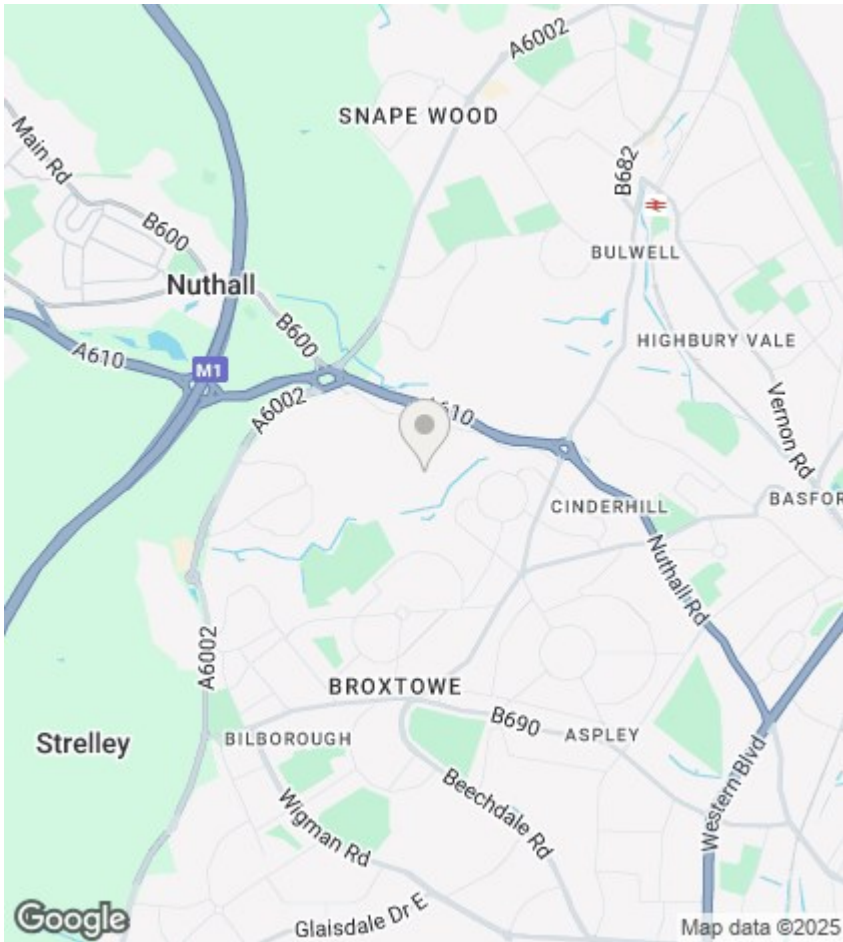 A6002
SNAPE WOOD
Main Rd
B682
B600
BULWELL
Nuthall
B600
HIGHBURY VALE
A610
M1
A6002
A610
Vernon Rd
CINDERHILL
BASFOR
Nuthall Rd
A6002
BROXTOWE
B690
Strelley
BILBOROUGH
ASPLEY
Western Blvd
Beechdale Rd
Wigman Rd
Glaisdale Dr E
Google
Map data ©2025